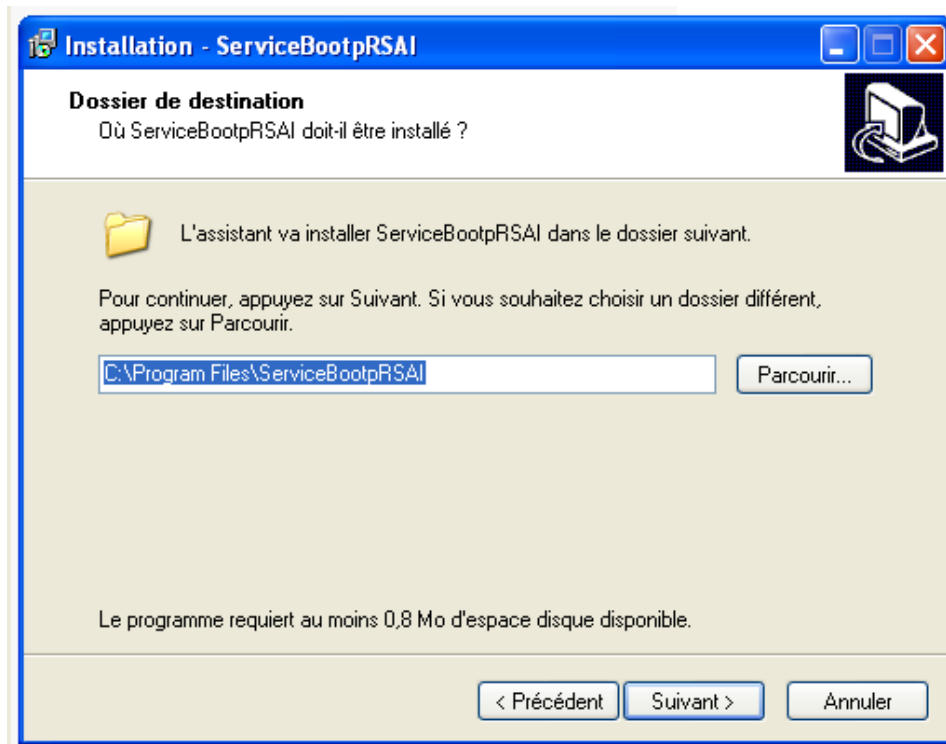 Installation - ServiceBootpRSAI
Dossier de destination
Où ServiceBootpRSAI doit-il être installé ?
L'assistant va installer ServiceBootpRSAI dans le dossier suivant.
Pour continuer, appuyez sur Suivant. Si vous souhaitez choisir un dossier différent,
appuyez sur Parcourir.
C:\Program Files\ServiceBootpRSAI
Parcourir...
Le programme requiert au moins 0,8 Mo d'espace disque disponible.
< Précédent
Suivant >
Annuler